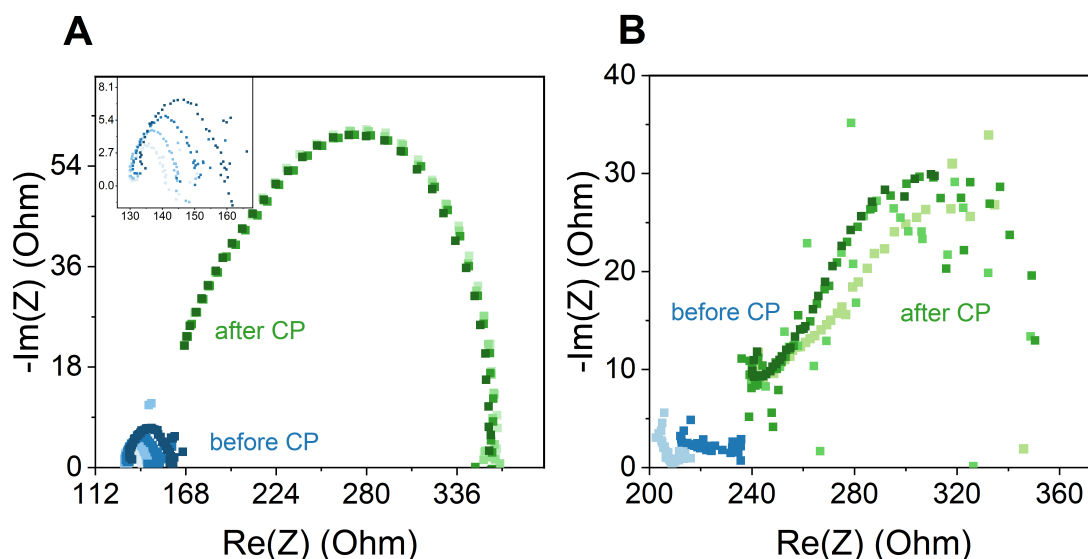 A
B
8.1
5.4
2.7
0.0
130 140 150 160
54
36
18
0
-Im(Z) (Ohm)
after CP
before CP
112 168 224 280 336
Re(Z) (Ohm)
40
30
20
10
0
-Im(Z) (Ohm)
before CP
after CP
200 240 280 320 360
Re(Z) (Ohm)